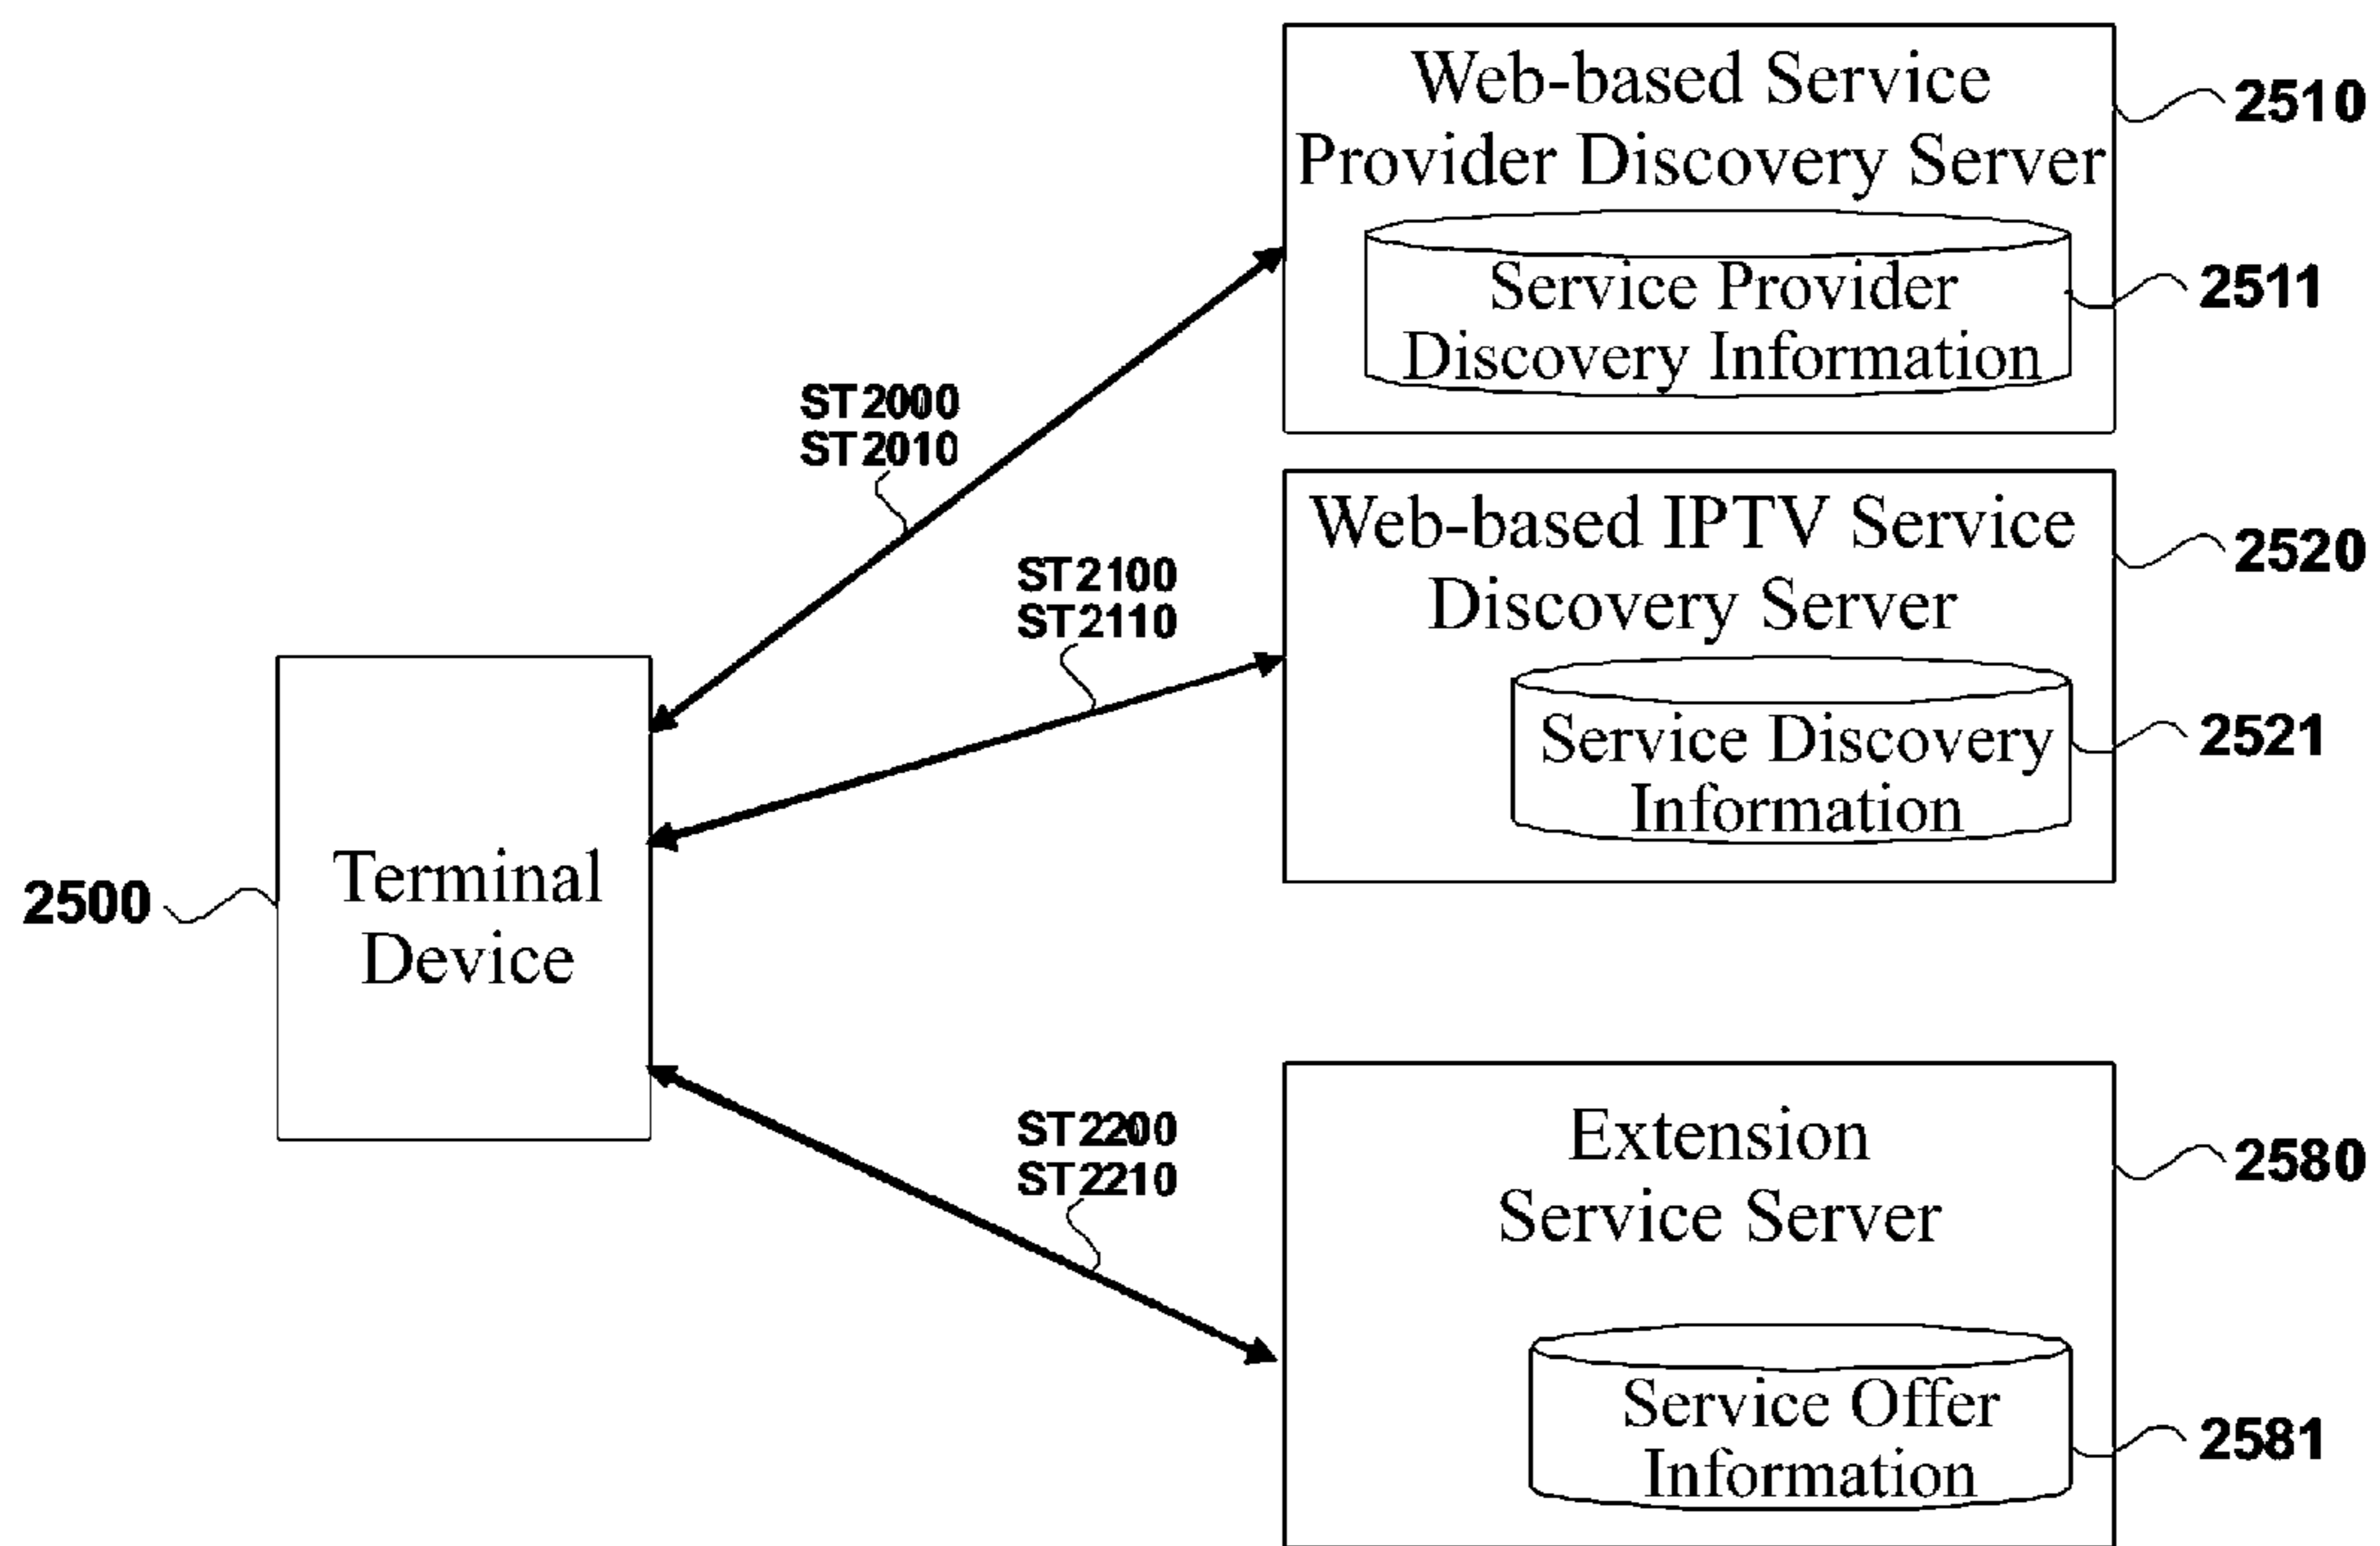 Web-based Service
Provider Discovery Server
2510
Service Provider
Discovery Information
2511
ST2000
ST2010
Web-based IPTV Service
Discovery Server
2520
ST2100
ST2110
Service Discovery
Information
2521
Terminal
Device
2500
Extension
Service Server
2580
ST2200
ST2210
Service Offer
Information
2581